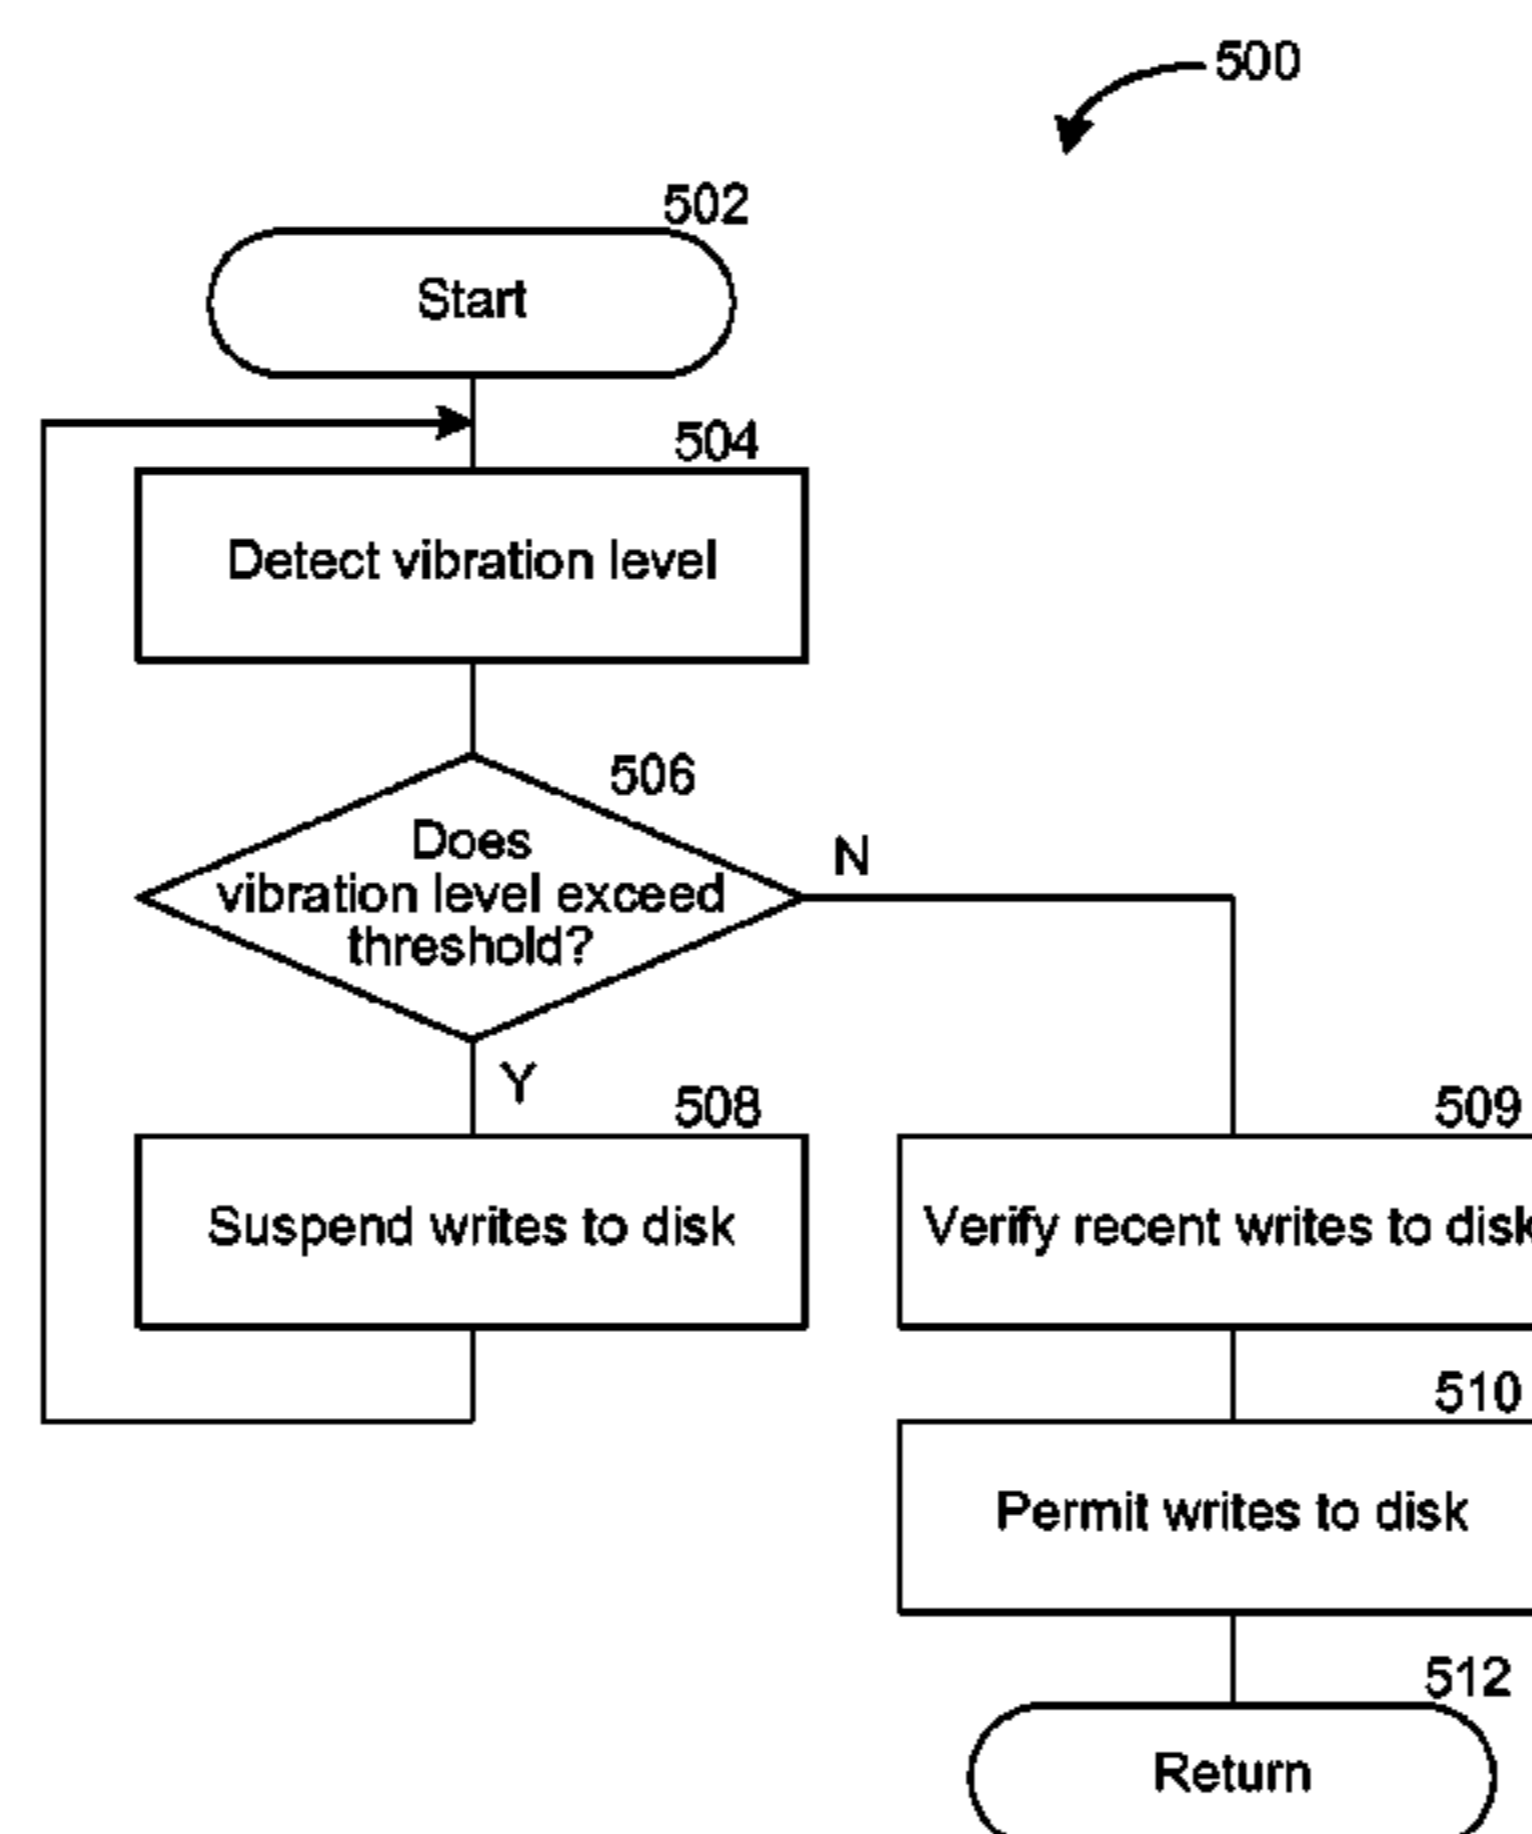 500
502
Start
504
Detect vibration level
506
Does
vibration level exceed
threshold?
N
Y
508
Suspend writes to disk
509
Verify recent writes to disk
510
Permit writes to disk
512
Return